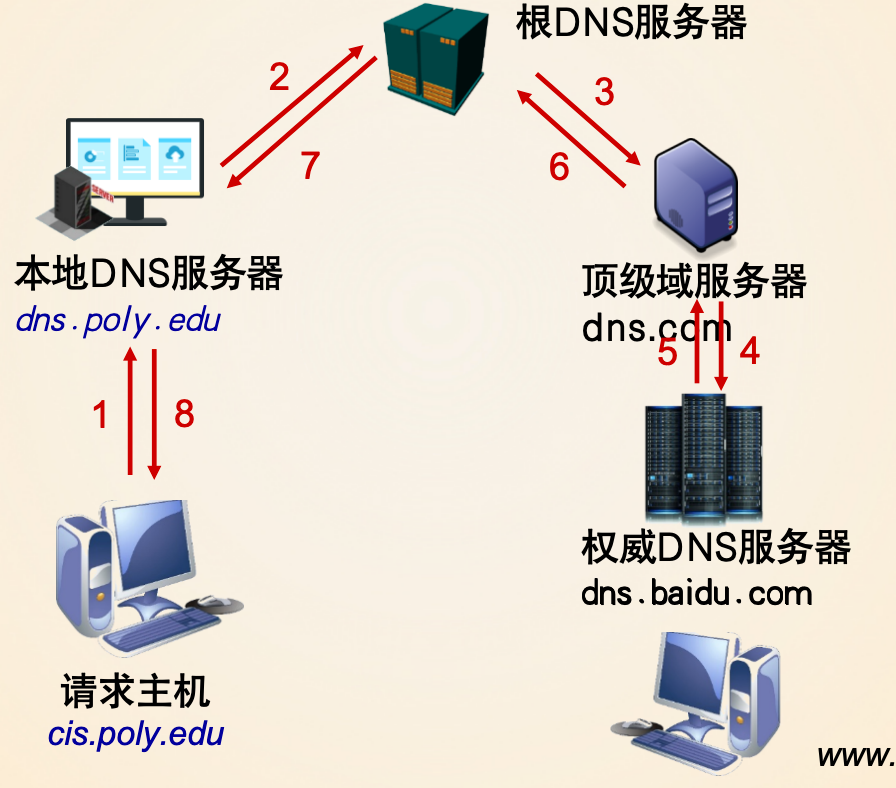 根DNS服务器
2
3
7
6
SERVER
本地DNS服务器
dns.poly.edu
顶级域服务器
dns.com
5
4
1
8
权威DNS服务器
dns.baidu.com
请求主机
cis.poly.edu
www.